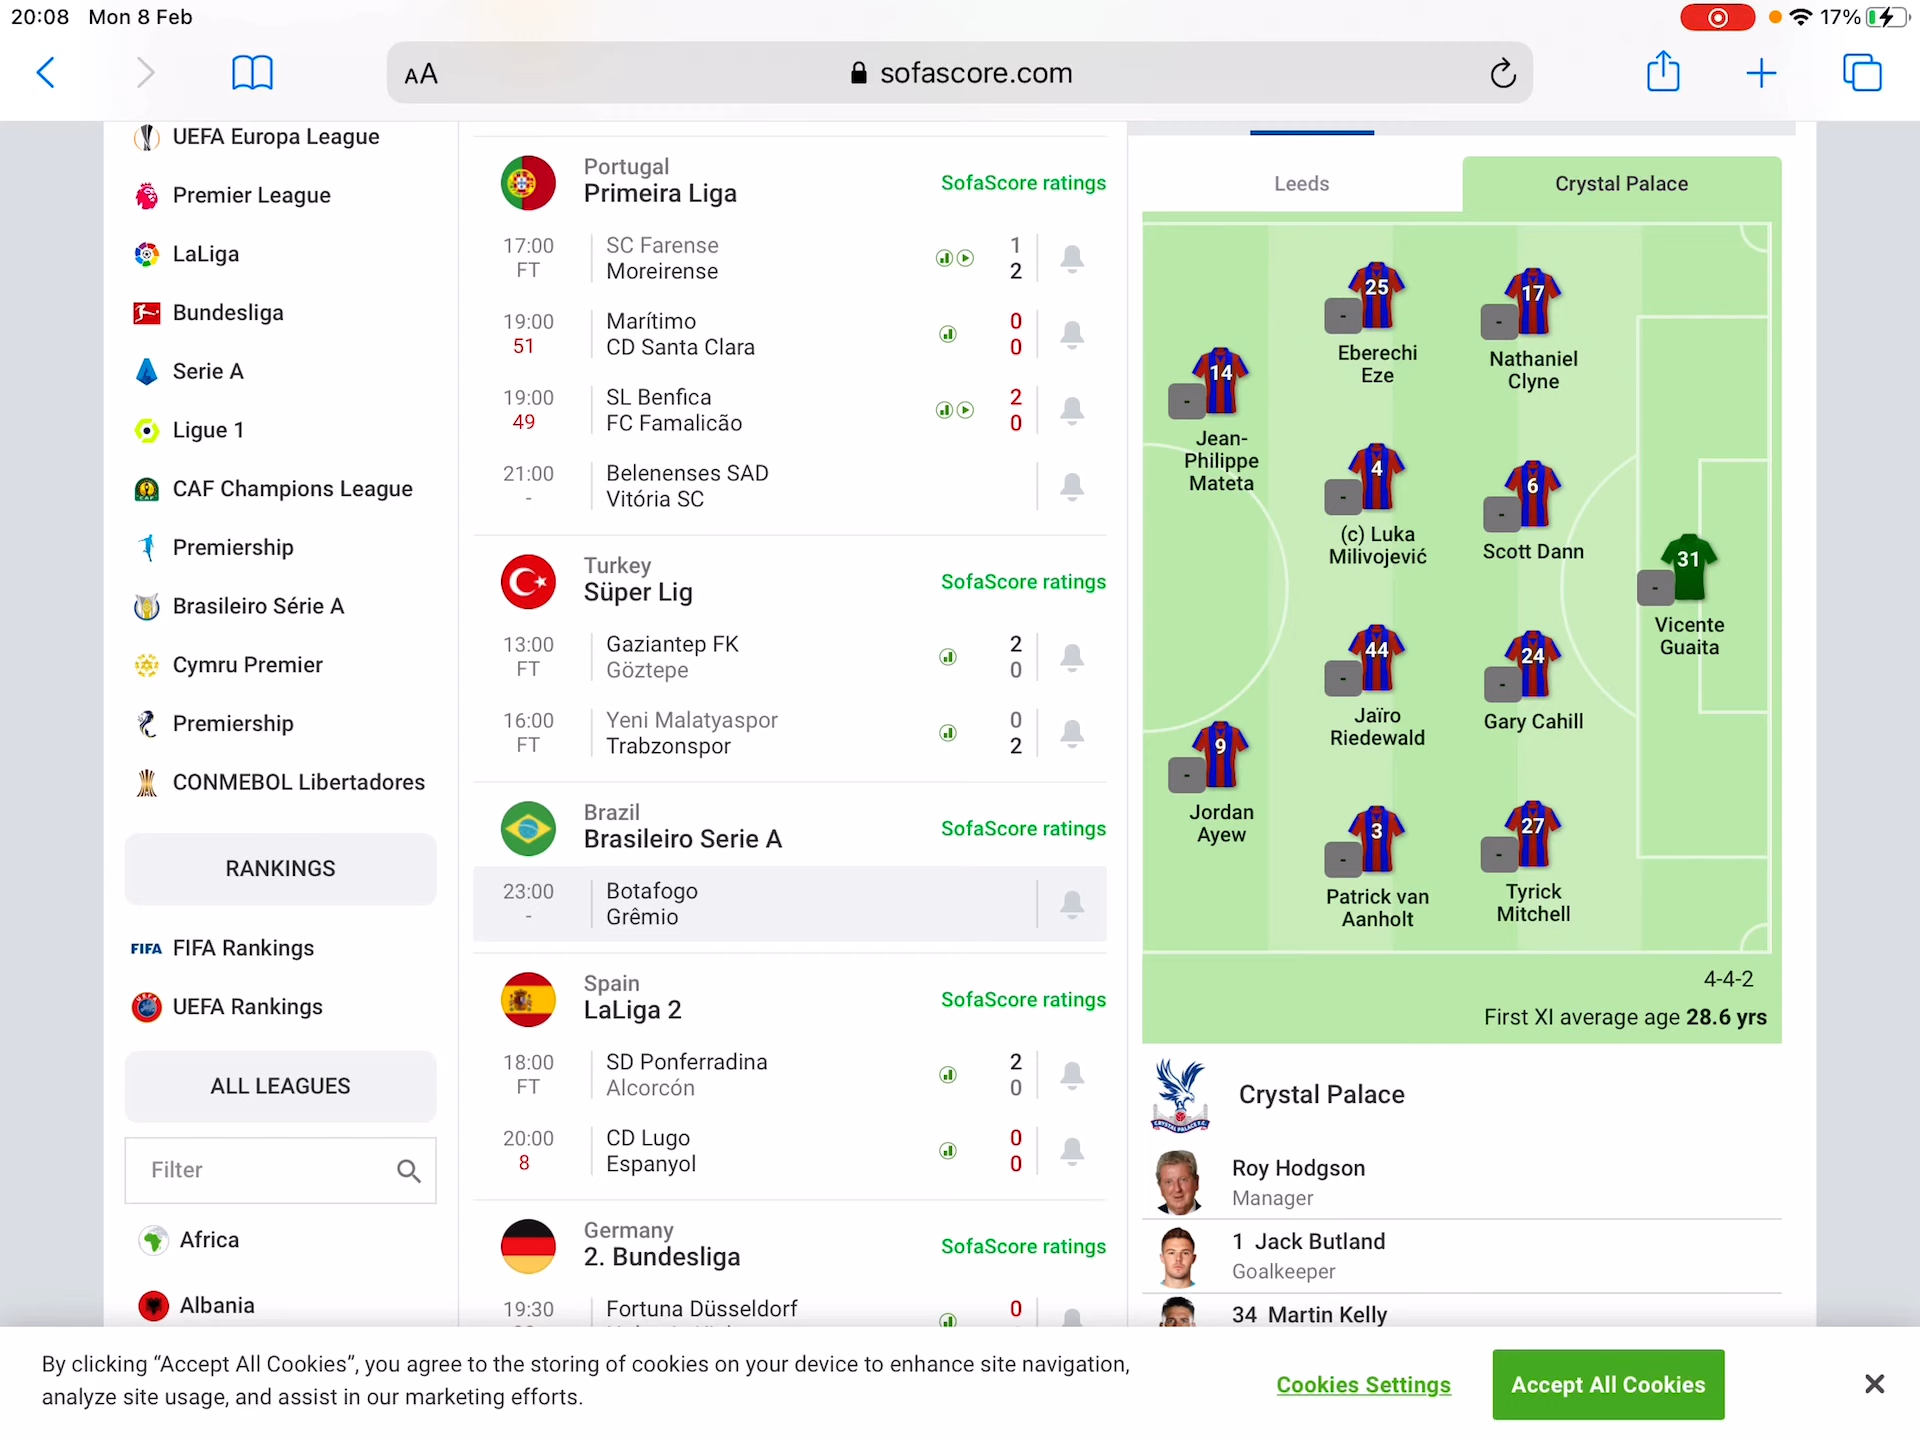 20:08 Mon 8 Feb
17%
AA
sofascore.com
UEFA Europa League
Premier League
LaLiga
Bundesliga
Serie A
Ligue 1
CAF Champions League
Premiership
Brasileiro Série A
Cymru Premier
Premiership
CONMEBOL Libertadores
RANKINGS
FIFA FIFA Rankings
UEFA Rankings
ALL LEAGUES
Filter
Africa
Albania
Portugal
Primeira Liga
SofaScore ratings
17:00 SC Farense 1
FT Moreirense 2
19:00 Marítimo 0
51 CD Santa Clara 0
19:00 SL Benfica 2
49 FC Famalicão 0
21:00 Belenenses SAD
- Vitória SC
Turkey
Süper Lig
SofaScore ratings
13:00 Gaziantep FK 2
FT Göztepe 0
16:00 Yeni Malatyaspor 0
FT Trabzonspor 2
Brazil
Brasileiro Serie A
SofaScore ratings
23:00 Botafogo
- Grêmio
Spain
LaLiga 2
SofaScore ratings
18:00 SD Ponferradina 2
FT Alcorcón 0
20:00 CD Lugo 0
8 Espanyol 0
Germany
2. Bundesliga
SofaScore ratings
19:30 Fortuna Düsseldorf 0
Leeds
Crystal Palace
14
-
Jean-
Philippe
Mateta
9
-
Jordan
Ayew
25
-
Eberechi
Eze
4
-
(c) Luka
Milivojević
44
-
Jaïro
Riedewald
3
-
Patrick van
Aanholt
17
-
Nathaniel
Clyne
6
-
Scott Dann
24
-
Gary Cahill
27
-
Tyrick
Mitchell
31
-
Vicente
Guaita
4-4-2
First XI average age 28.6 yrs
Crystal Palace
Roy Hodgson
Manager
1 Jack Butland
Goalkeeper
34 Martin Kelly
By clicking “Accept All Cookies”, you agree to the storing of cookies on your device to enhance site navigation,
analyze site usage, and assist in our marketing efforts.
Cookies Settings
Accept All Cookies